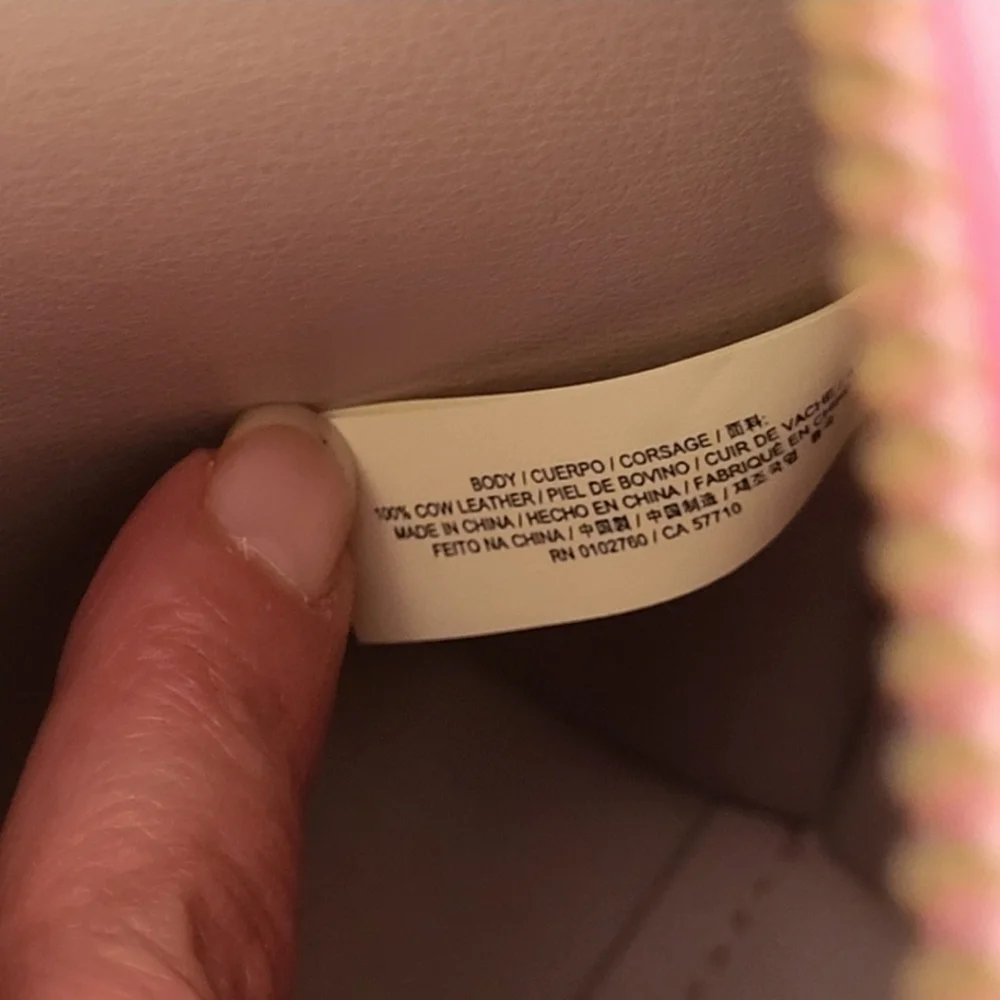 BODY / CUERPO / CORSAGE / 面料:
100% COW LEATHER / PIEL DE BOVINO / CUIR DE VACHE /
MADE IN CHINA / HECHO EN CHINA / FABRIQUÉ EN CHINE
FEITO NA CHINA / 中国製 / 中国制造 / 제조국명
RN 0102760 / CA 57710